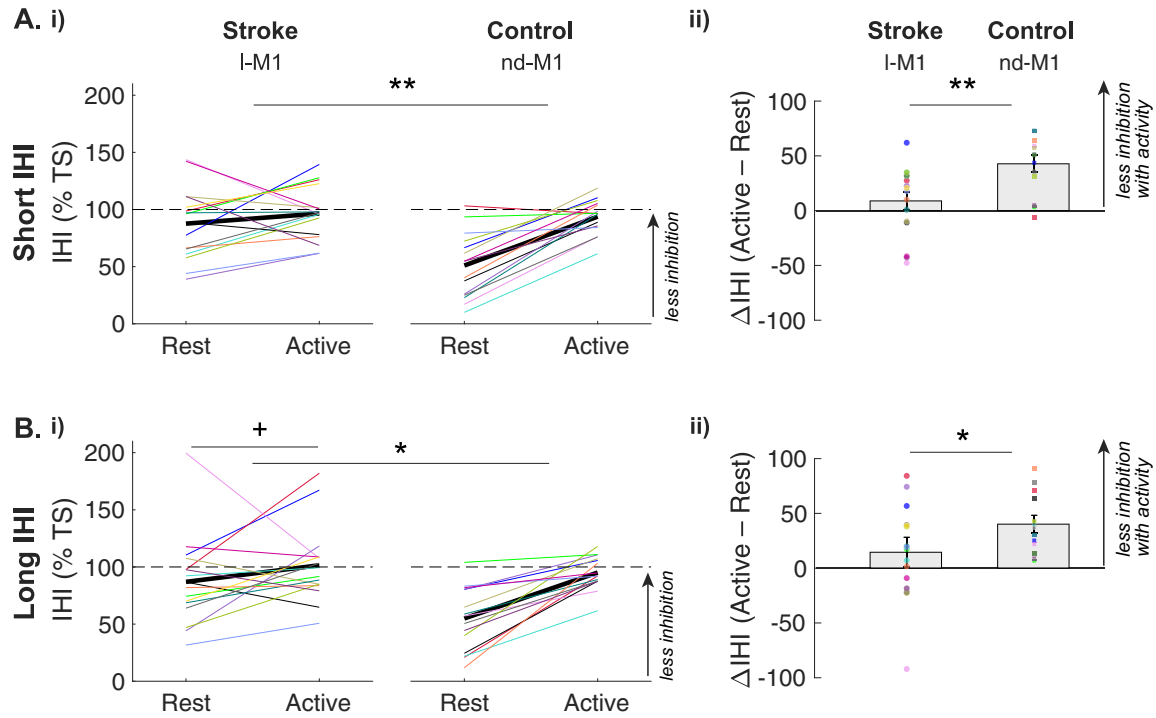 A. i)
Stroke
l-M1
Control
nd-M1
**
Short IHI
IHI (% TS)
200
150
100
50
0
Rest
Active
Rest
Active
less inhibition
ii)
Stroke
l-M1
Control
nd-M1
**
ΔIHI (Active – Rest)
100
50
0
-50
-100
less inhibition
with activity
B. i)
+
*
Long IHI
IHI (% TS)
200
150
100
50
0
Rest
Active
Rest
Active
less inhibition
ii)
*
ΔIHI (Active – Rest)
100
50
0
-50
-100
less inhibition
with activity